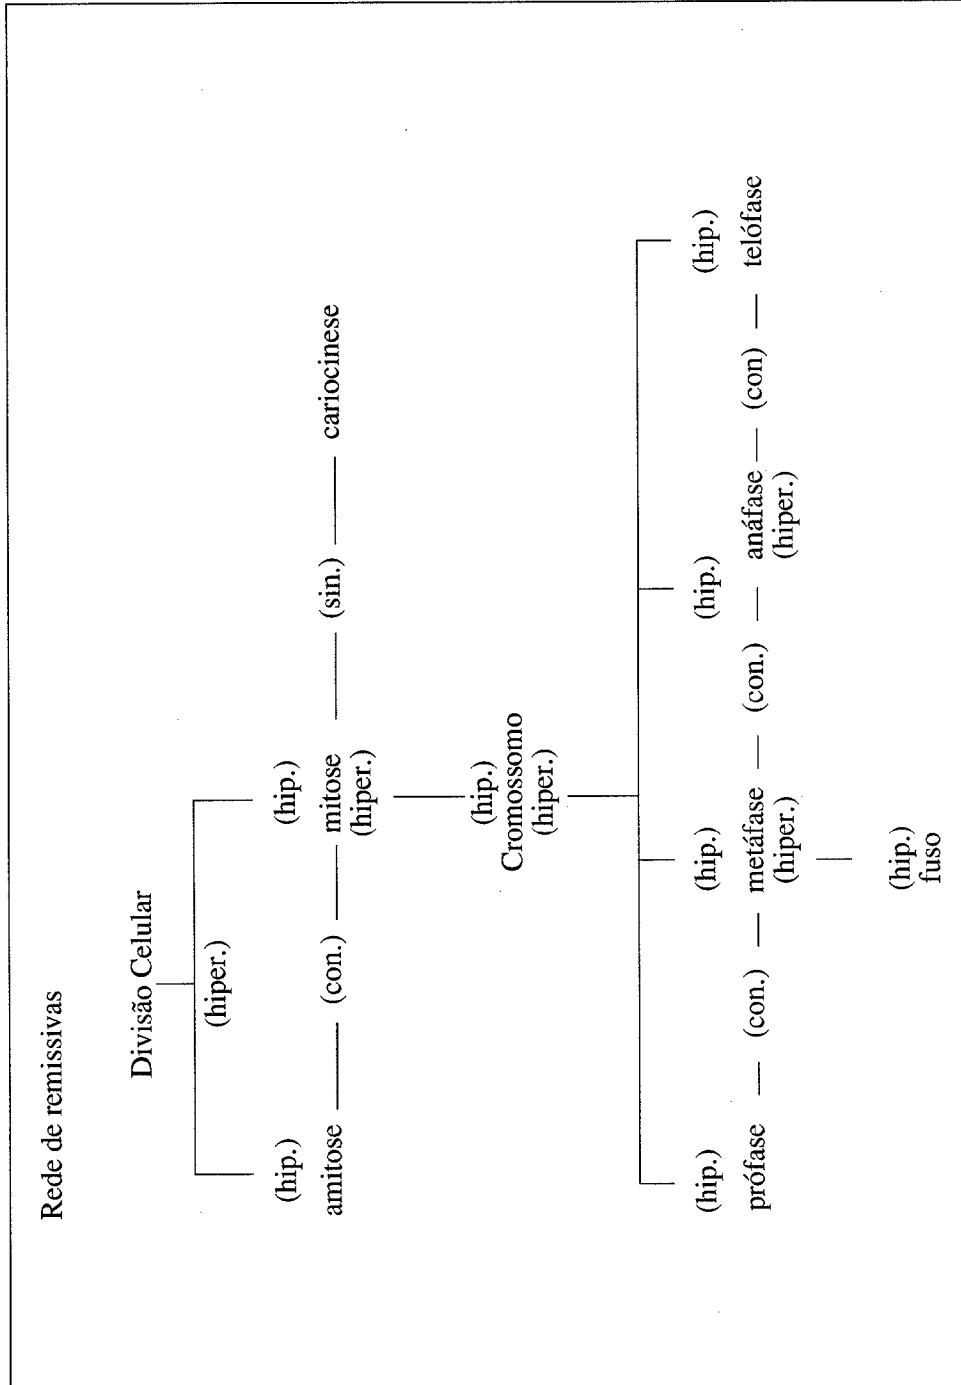 Rede de remissivas
Divisão Celular
(hiper.)
(hip.) (hip.)
amitose (con.) mitose (sin.) cariocinese
(hiper.)
(hip.)
Cromossomo
(hiper.)
(hip.) (hip.) (hip.) (hip.)
prófase (con.) metáfase (con.) anáfase (con) telófase
(hiper.) (hiper.)
(hip.)
fuso